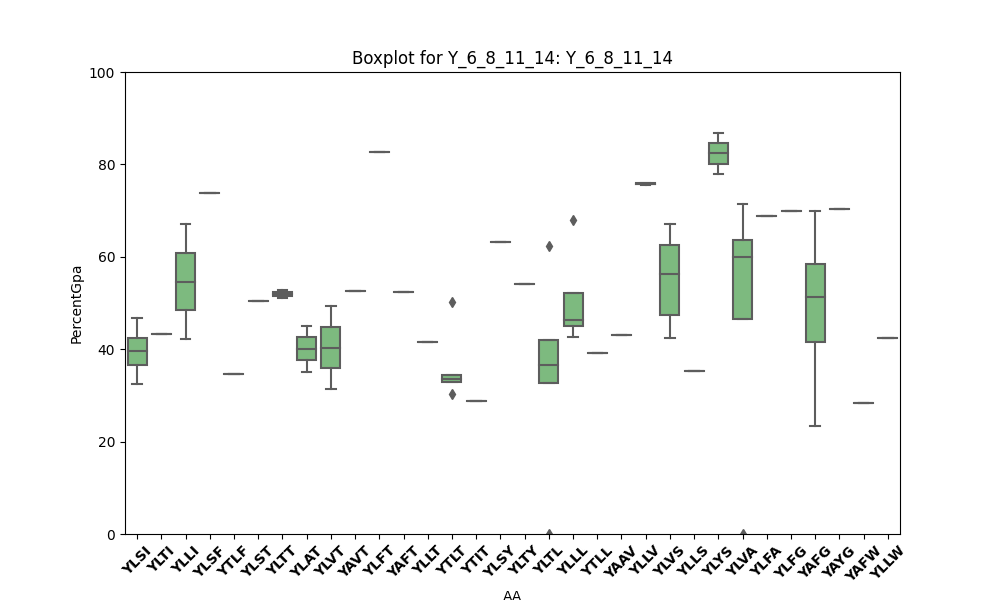 Boxplot for Y_6_8_11_14: Y_6_8_11_14
100
80
60
40
20
0
PercentGpa
YLSI YLTI YLLI YLSF YTLF YLST YLTT YLAT YLVT YAVT YLFT YAFT YLLT YTLT YTIT YLSY YLTY YLTL YLLL YTLL YAAV YLLV YLVS YLLS YLYS YLVA YLFA YLFG YAFG YAYG YAFW YLLW
AA